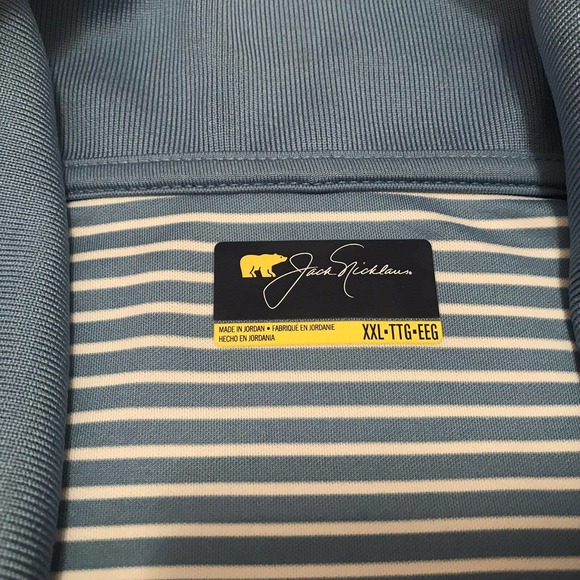 Jack Nicklaus
MADE IN JORDAN • FABRIQUÉ EN JORDANIE
HECHO EN JORDANIA
XXL•TTG•EEG